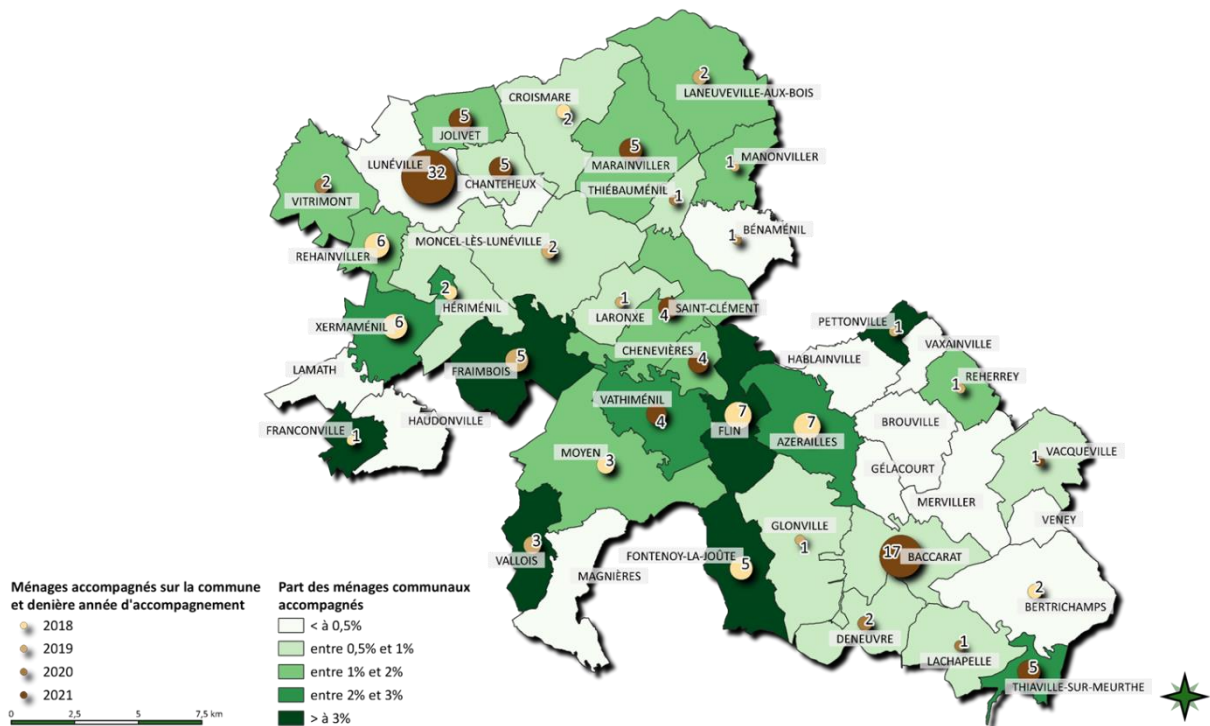 2
LANEUVEVILLE-AUX-BOIS
CROISMARE
2
5
JOLIVET
5
MARAINVILLER
1
MANONVILLER
LUNÉVILLE
32
5
CHANTEHEUX
THIÉBAUMÉNIL
1
2
VITRIMONT
1
BÉNAMÉNIL
6
REHAINVILLER
MONCEL-LÈS-LUNÉVILLE
2
2
HÉRIMÉNIL
1
LARONXE
4
SAINT-CLÉMENT
XERMAMÉNIL
6
PETTONVILLE
1
CHENEVIÈRES
4
HABLAINVILLE
VAXAINVILLE
LAMATH
FRAIMBOIS
5
1
REHERREY
VATHIMÉNIL
4
7
FLIN
7
AZERAILLES
BROUVILLE
FRANCONVILLE
1
HAUDONVILLE
MOYEN
3
GÉLACOURT
1
VACQUEVILLE
MERVILLER
VENEY
3
VALLOIS
GLONVILLE
1
17
BACCARAT
FONTENOY-LA-JOÛTE
5
MAGNIÈRES
2
BERTRICHAMPS
2
DENEUVRE
1
LACHAPELLE
5
THIAVILLE-SUR-MEURTHE
Ménages accompagnés sur la commune
et denière année d'accompagnement
2018
2019
2020
2021
0 2,5 5 7,5 km
Part des ménages communaux
accompagnés
< à 0,5%
entre 0,5% et 1%
entre 1% et 2%
entre 2% et 3%
> à 3%